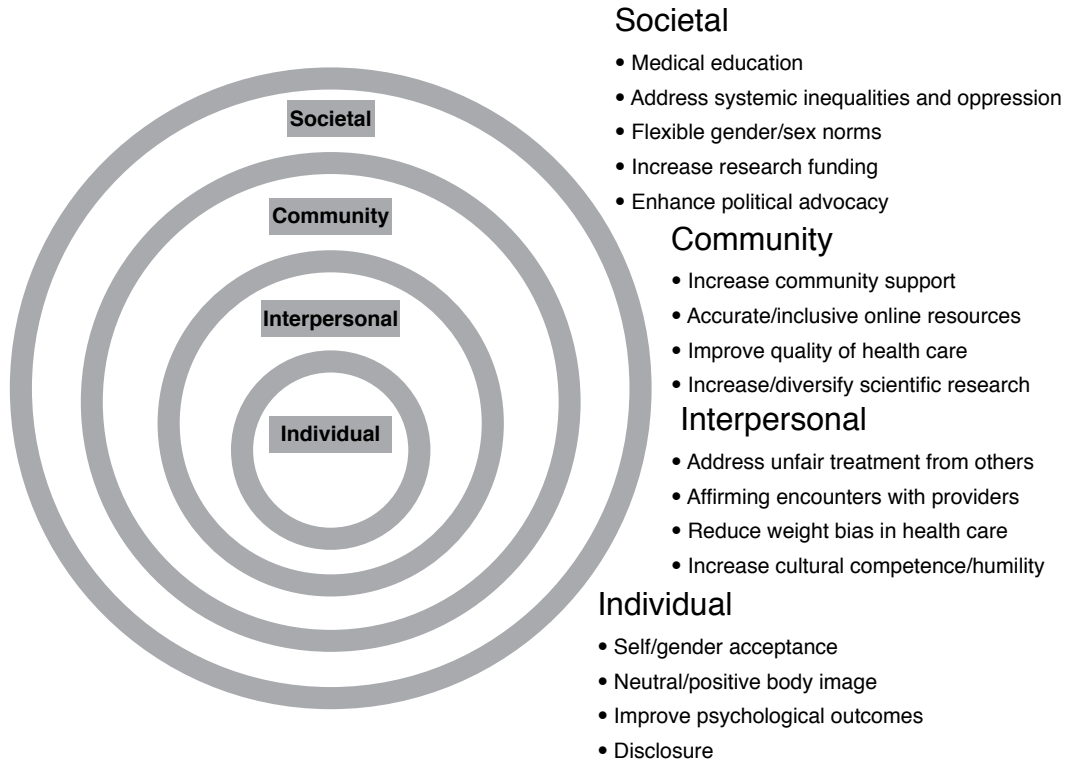 Societal
Community
Interpersonal
Individual
Societal
• Medical education
• Address systemic inequalities and oppression
• Flexible gender/sex norms
• Increase research funding
• Enhance political advocacy
Community
• Increase community support
• Accurate/inclusive online resources
• Improve quality of health care
• Increase/diversify scientific research
Interpersonal
• Address unfair treatment from others
• Affirming encounters with providers
• Reduce weight bias in health care
• Increase cultural competence/humility
Individual
• Self/gender acceptance
• Neutral/positive body image
• Improve psychological outcomes
• Disclosure